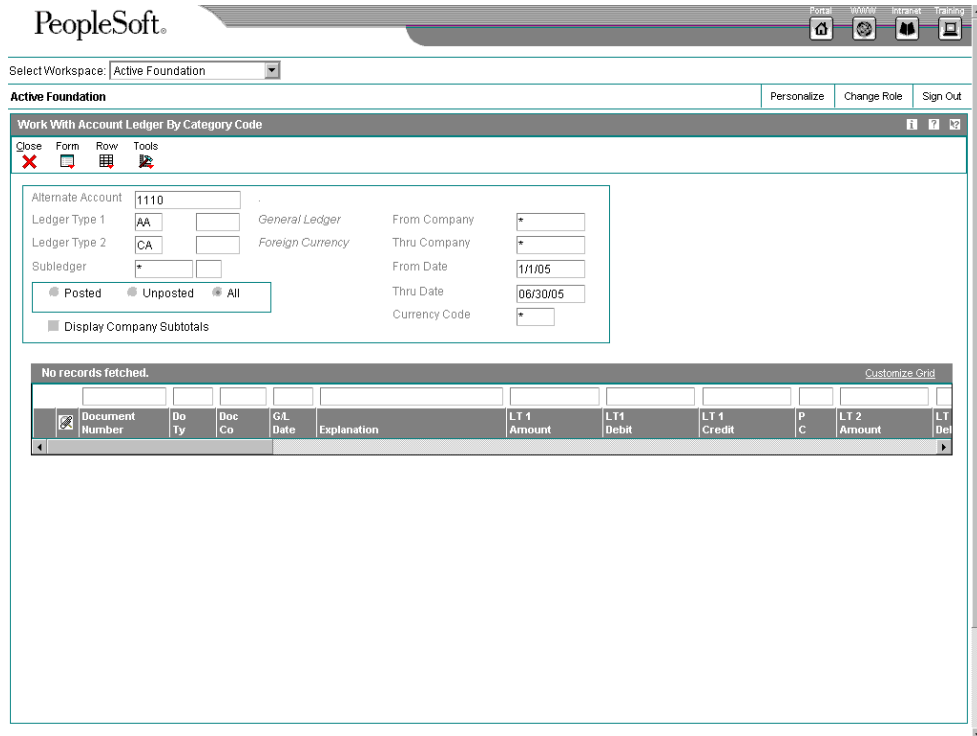 Portal WWW Intranet Training
PeopleSoft.
Select Workspace: Active Foundation
Active Foundation Personalize Change Role Sign Out
Work With Account Ledger By Category Code
Close Form Row Tools
Alternate Account 1110 .
Ledger Type 1 AA General Ledger From Company *
Ledger Type 2 CA Foreign Currency Thru Company *
Subledger * From Date 1/1/05
Posted Unposted All Thru Date 06/30/05
Currency Code *
Display Company Subtotals
No records fetched. Customize Grid
Document Do Doc G/L LT 1 LT1 LT 1 P LT 2 LT
Number Ty Co Date Explanation Amount Debit Credit C Amount Del